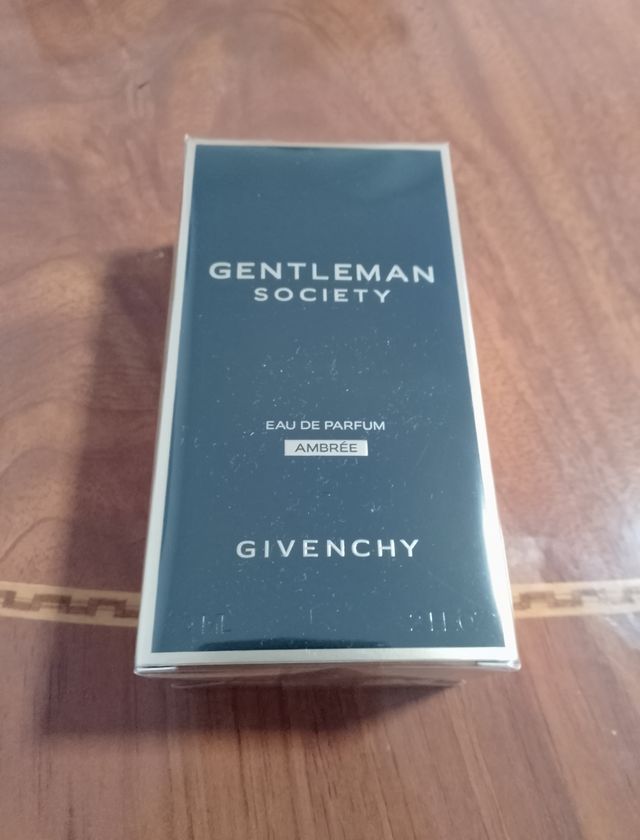 GENTLEMAN
SOCIETY
EAU DE PARFUM
AMBRÉE
GIVENCHY